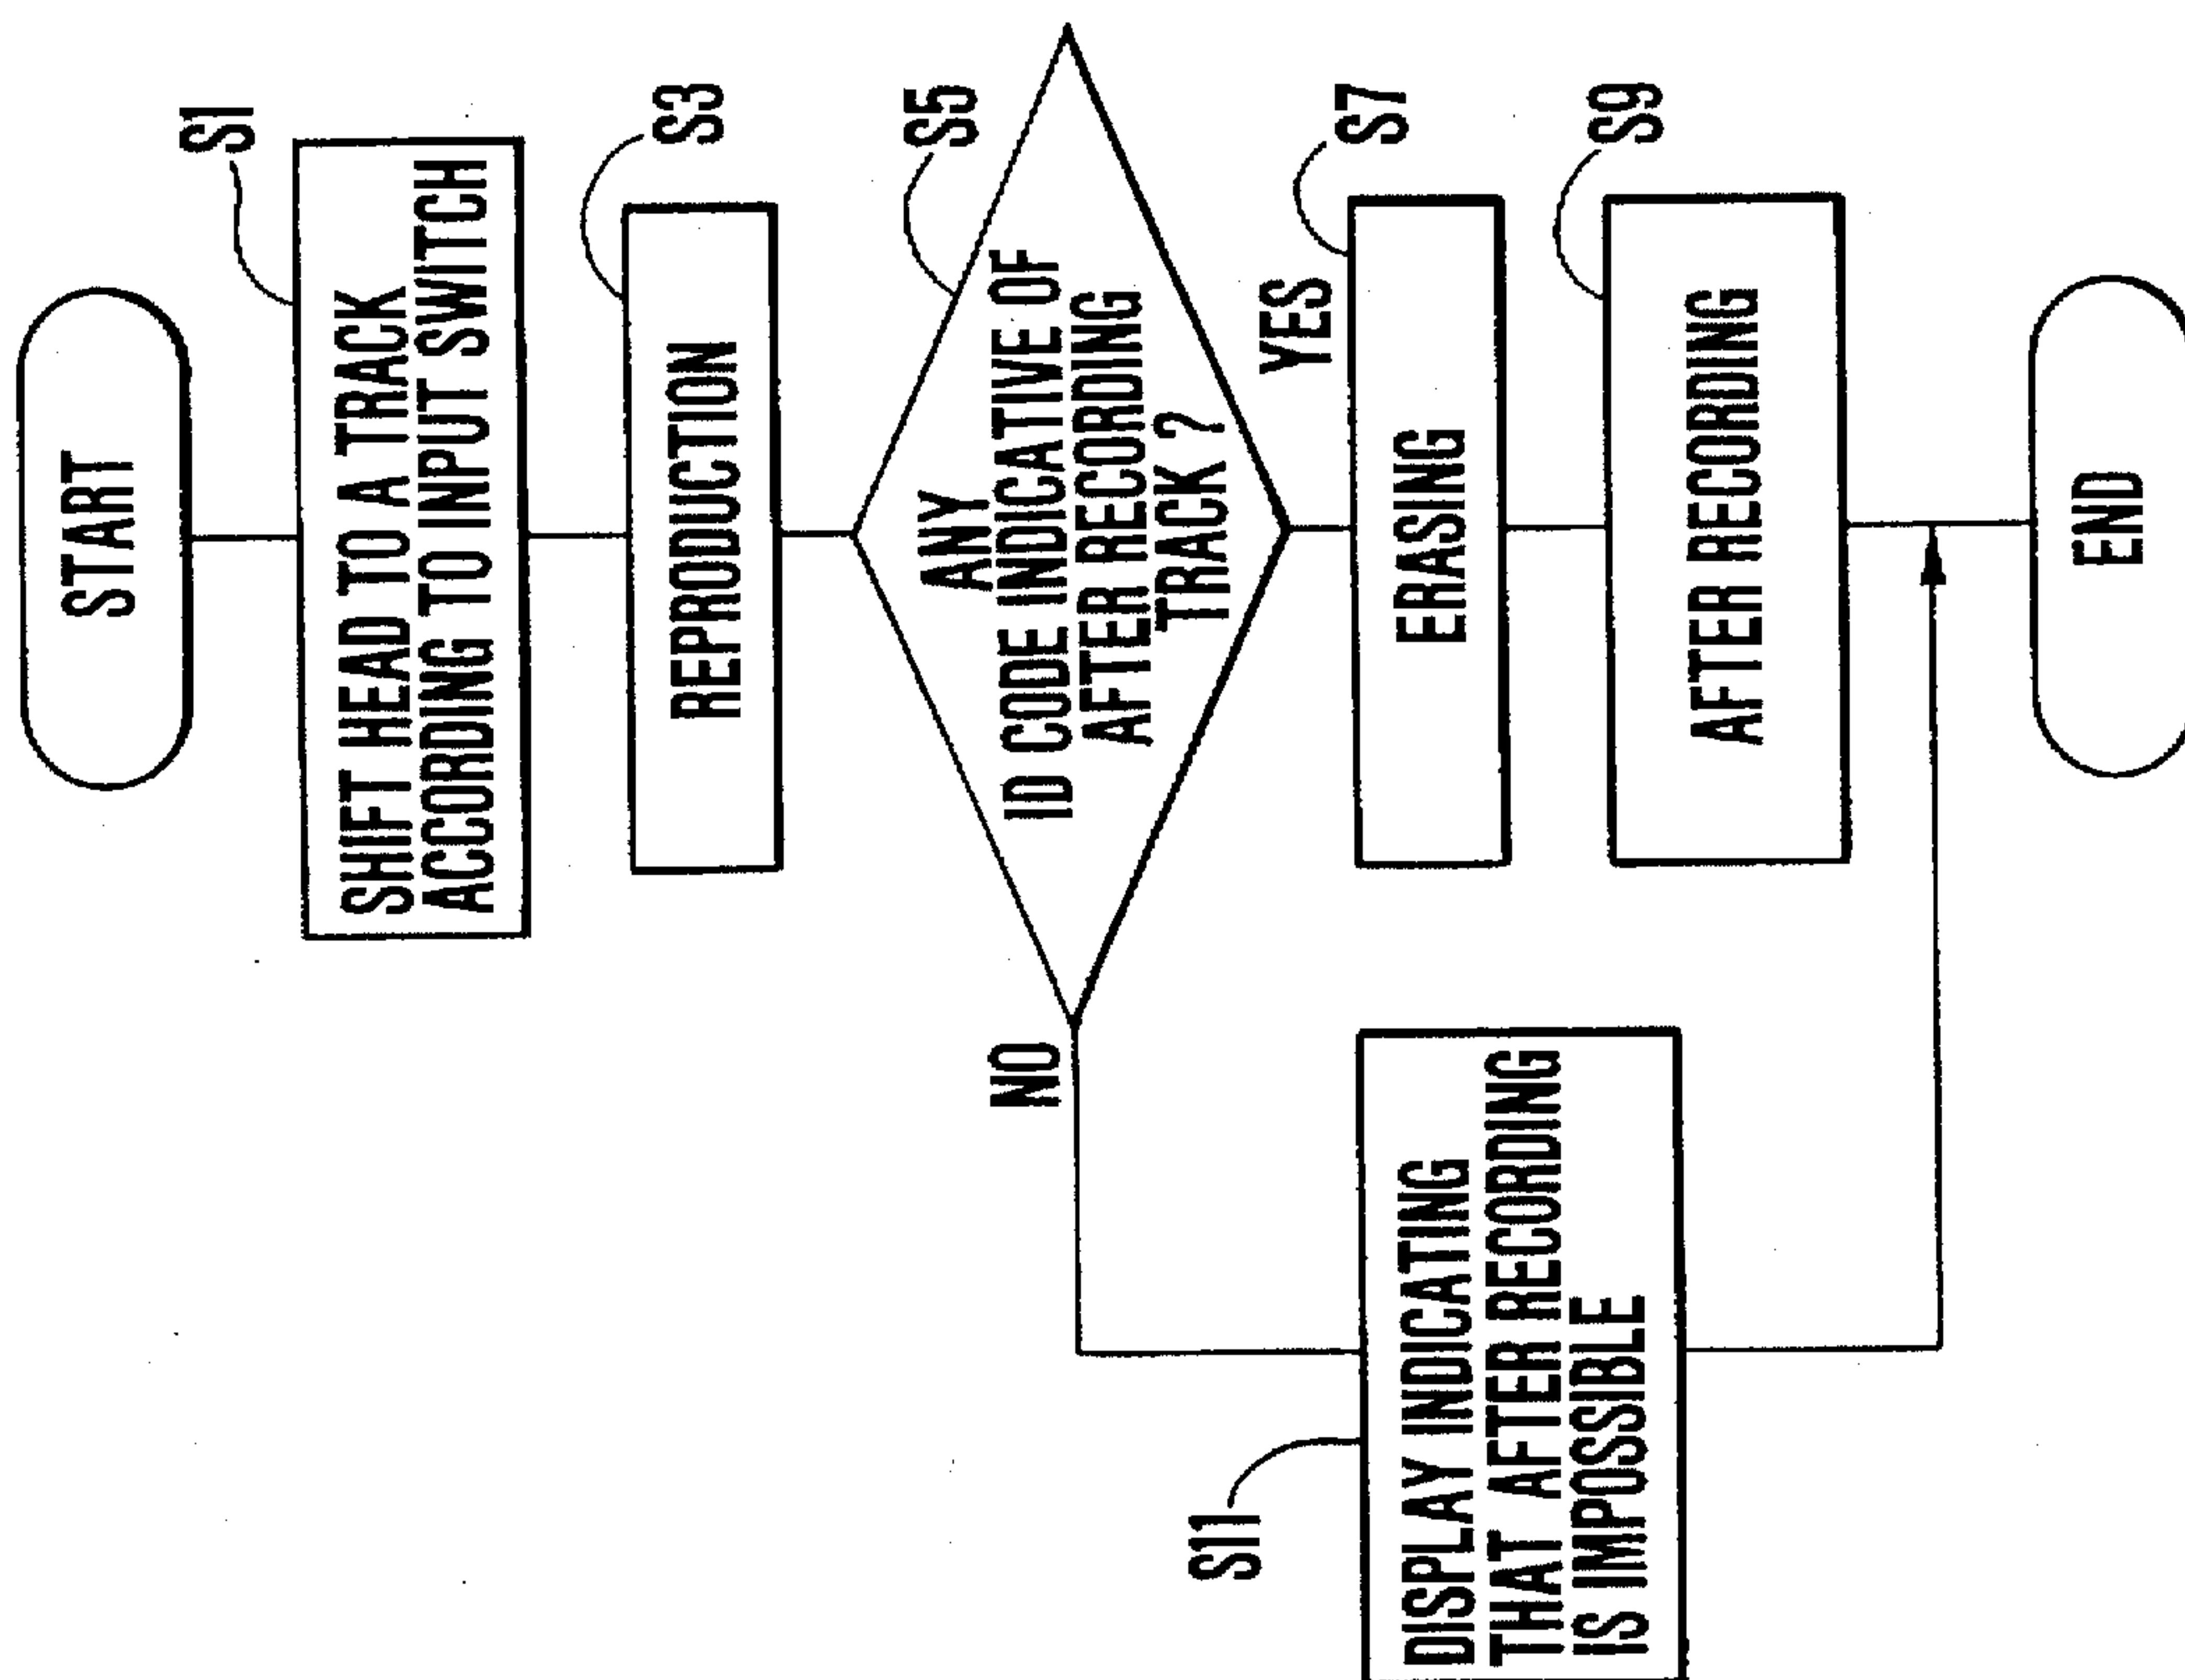 START
S1
SHIFT HEAD TO A TRACK
ACCORDING TO INPUT SWITCH
S3
REPRODUCTION
S5
ANY
ID CODE INDICATIVE OF
AFTER RECORDING
TRACK ?
NO
YES
S7
ERASING
S9
AFTER RECORDING
S11
DISPLAY INDICATING
THAT AFTER RECORDING
IS IMPOSSIBLE
END